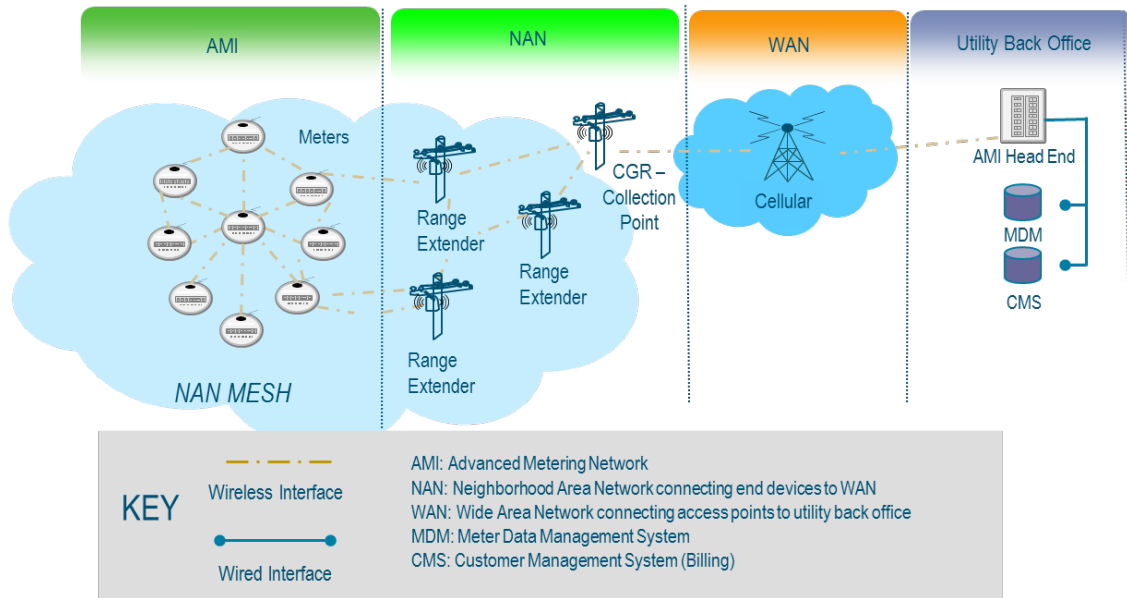 AMI
NAN
WAN
Utility Back Office
Meters
Range
Extender
CGR –
Collection
Point
Range
Extender
Range
Extender
NAN MESH
Cellular
AMI Head End
MDM
CMS
KEY
Wireless Interface
Wired Interface
AMI: Advanced Metering Network
NAN: Neighborhood Area Network connecting end devices to WAN
WAN: Wide Area Network connecting access points to utility back office
MDM: Meter Data Management System
CMS: Customer Management System (Billing)